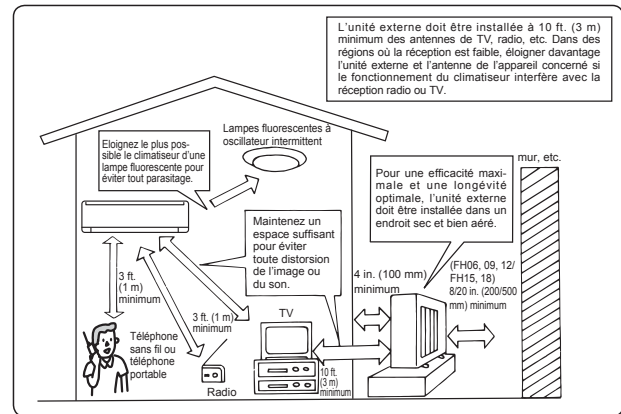 L'unité externe doit être installée à 10 ft. (3 m)
minimum des antennes de TV, radio, etc. Dans des
régions où la réception est faible, éloigner davantage
l'unité externe et l'antenne de l'appareil concerné si
le fonctionnement du climatiseur interfère avec la
réception radio ou TV.
Lampes fluorescentes à
oscillateur intermittent
Eloignez le plus pos-
sible le climatiseur d'une
lampe fluorescente pour
éviter tout parasitage.
mur, etc.
Pour une efficacité maxi-
male et une longévité
optimale, l'unité externe
doit être installée dans un
endroit sec et bien aéré.
Maintenez un
espace suffisant
pour éviter
toute distorsion
de l'image ou
du son.
3 ft.
(1 m)
minimum
4 in. (100 mm)
minimum
(FH06, 09, 12/
FH15, 18)
8/20 in. (200/500
mm) minimum
3 ft. (1 m)
minimum
TV
Téléphone
sans fil ou
téléphone
portable
Radio
10 ft.
(3 m)
minimum